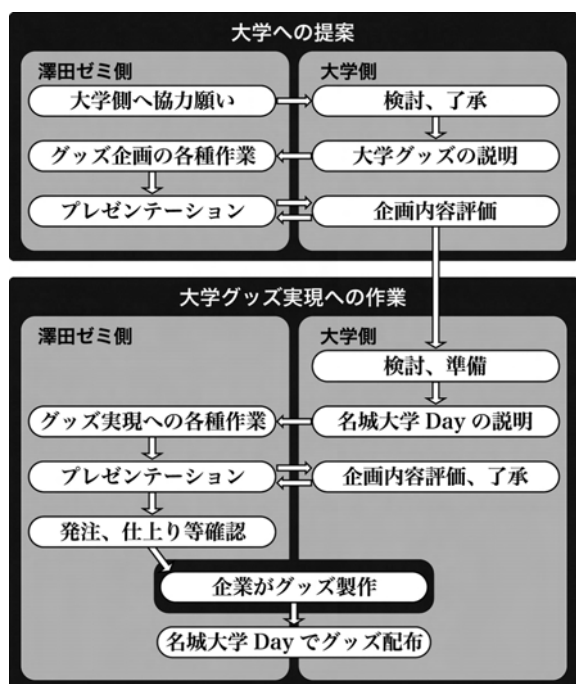 大学への提案
澤田ゼミ側
大学側
大学側へ協力願い
検討、了承
グッズ企画の各種作業
大学グッズの説明
プレゼンテーション
企画内容評価
大学グッズ実現への作業
澤田ゼミ側
大学側
検討、準備
グッズ実現への各種作業
名城大学 Day の説明
プレゼンテーション
企画内容評価、了承
発注、仕上り等確認
企業がグッズ製作
名城大学 Day でグッズ配布